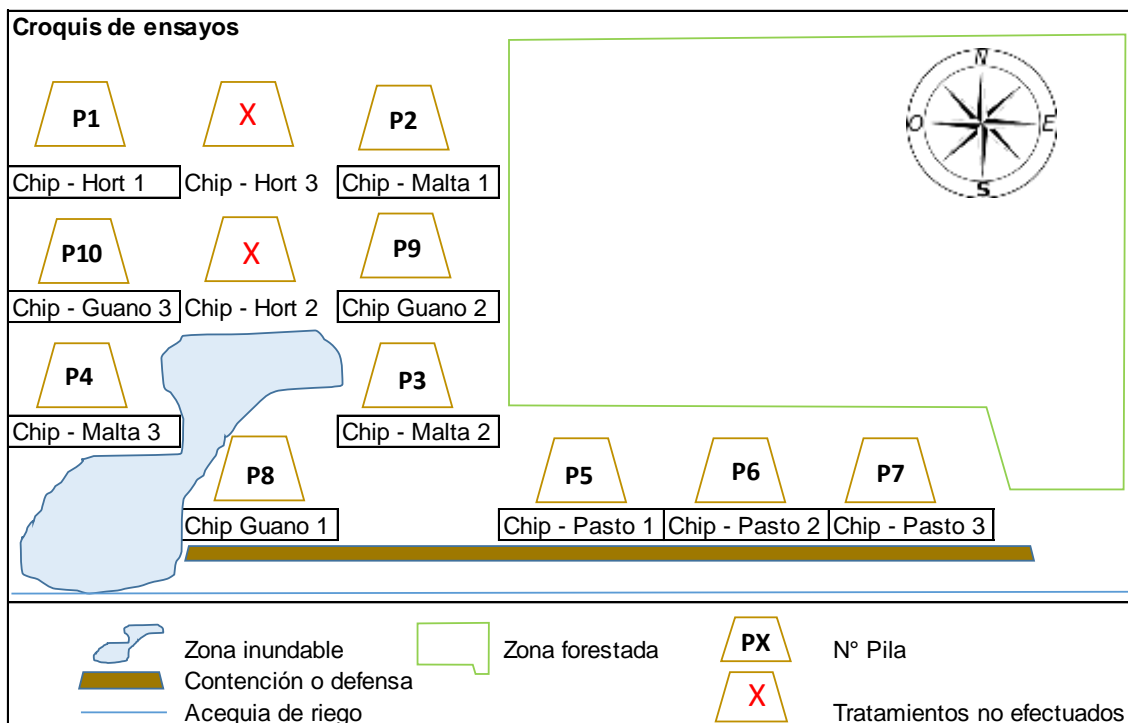 Croquis de ensayos
N
O E
S
P1 X P2
Chip - Hort 1 Chip - Hort 3 Chip - Malta 1
P10 X P9
Chip - Guano 3 Chip - Hort 2 Chip Guano 2
P4 P3
Chip - Malta 3 Chip - Malta 2
P8 P5 P6 P7
Chip Guano 1 Chip - Pasto 1 Chip - Pasto 2 Chip - Pasto 3
Zona inundable Zona forestada PX N° Pila
Contención o defensa
Acequia de riego X Tratamientos no efectuados